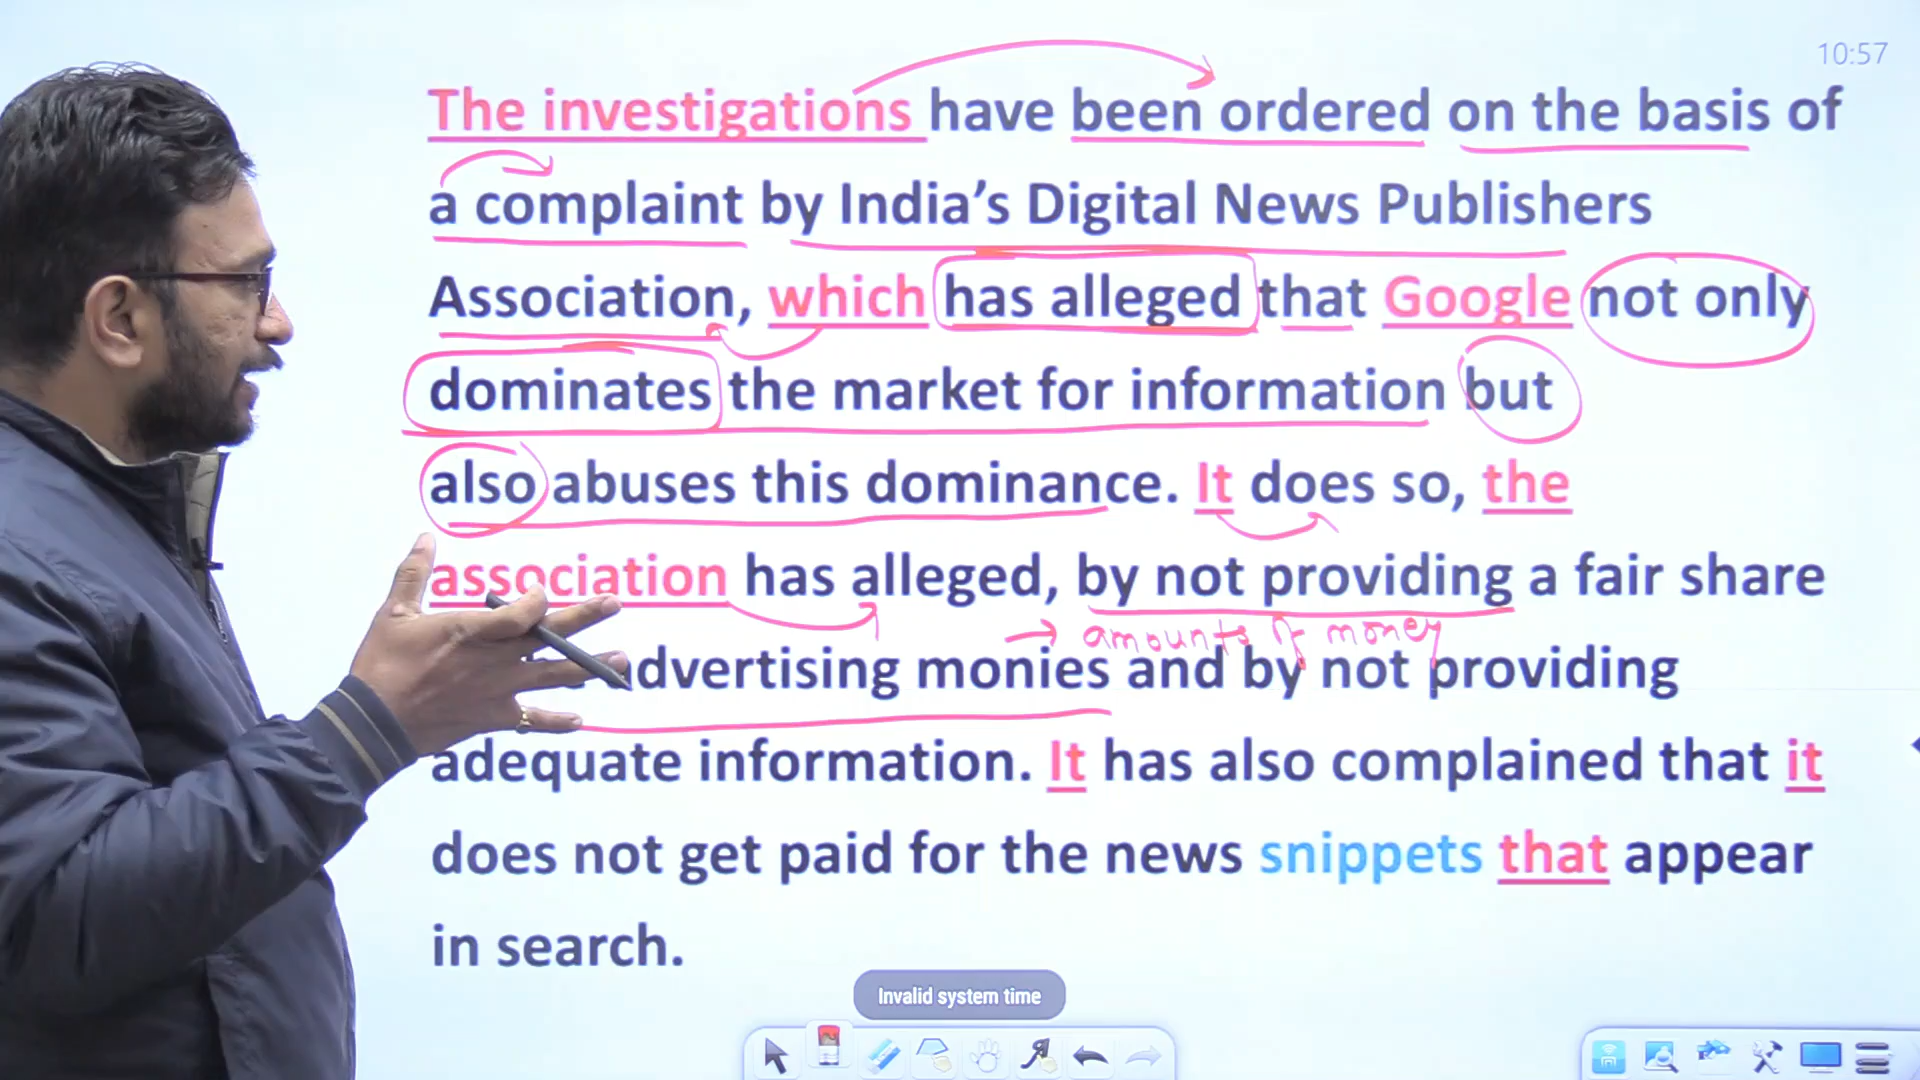 10:57
The investigations have been ordered on the basis of
a complaint by India’s Digital News Publishers
Association, which has alleged that Google not only
dominates the market for information but
also abuses this dominance. It does so, the
association has alleged, by not providing a fair share
→ amounts of money
advertising monies and by not providing
adequate information. It has also complained that it
does not get paid for the news snippets that appear
in search.
Invalid system time